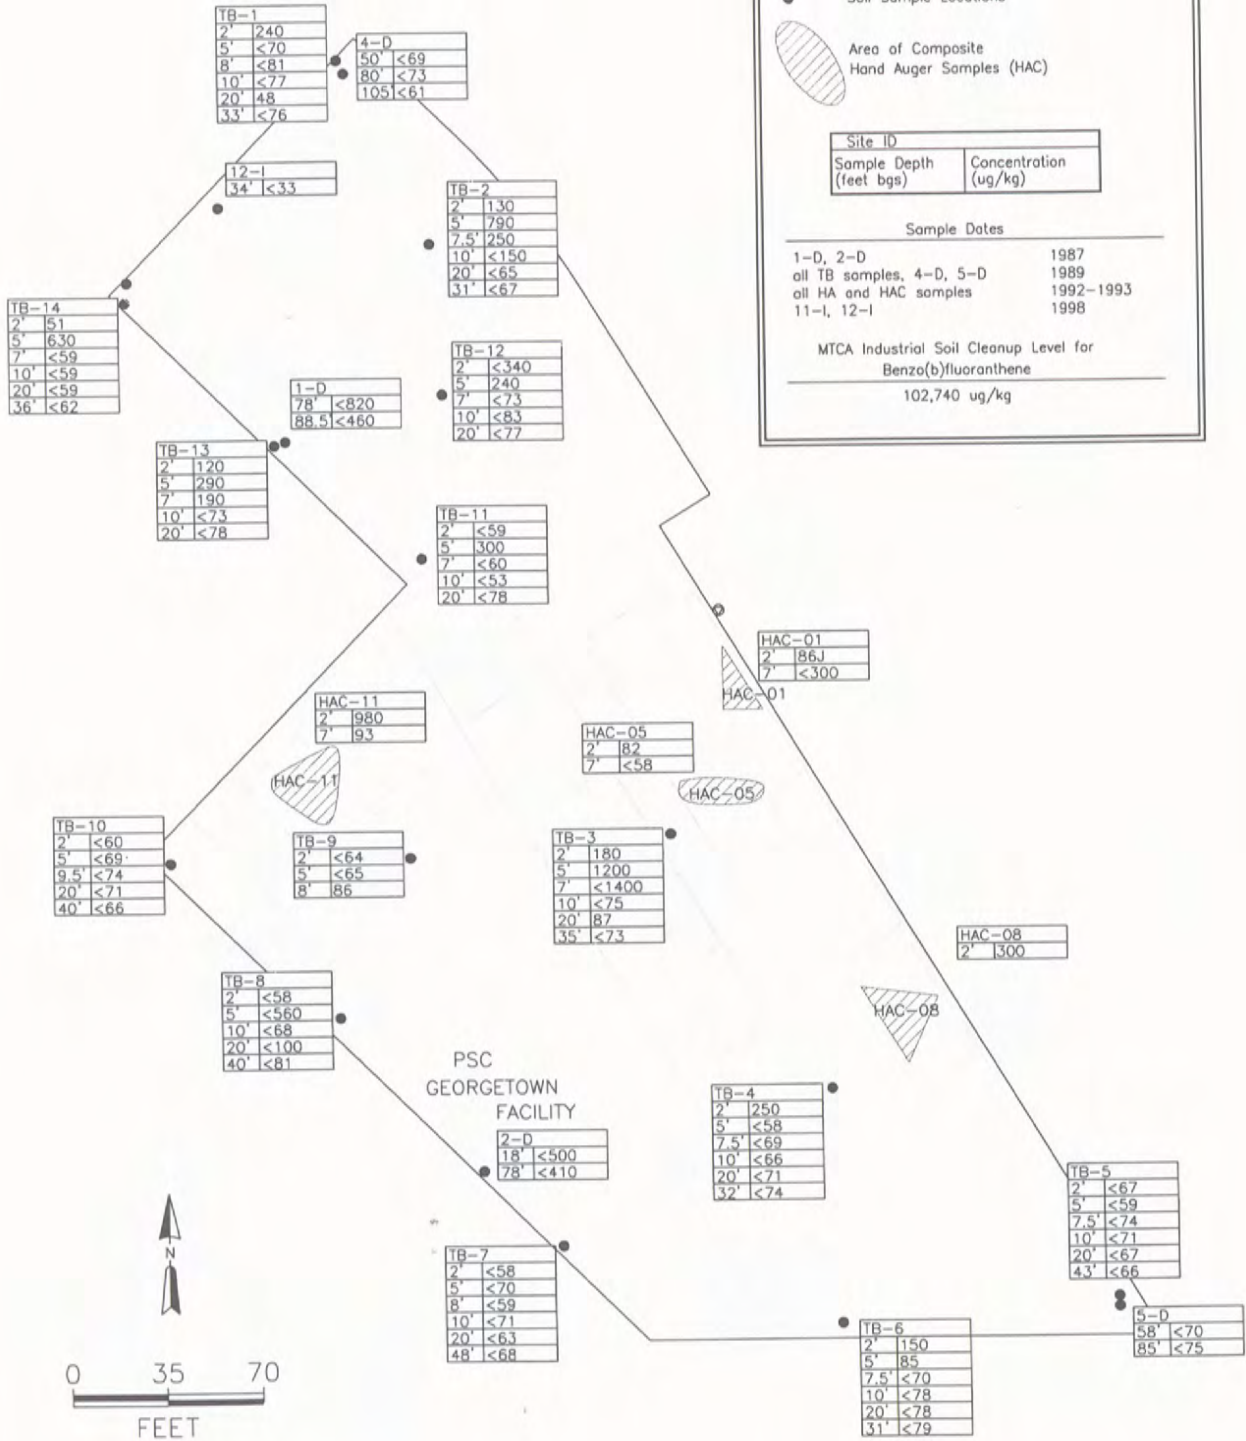 Soil Sample Locations
Area of Composite
Hand Auger Samples (HAC)
Site ID
Sample Depth (feet bgs) Concentration (ug/kg)
Sample Dates
1-D, 2-D 1987
all TB samples, 4-D, 5-D 1989
all HA and HAC samples 1992-1993
11-I, 12-I 1998
MTCA Industrial Soil Cleanup Level for
Benzo(b)fluoranthene
102,740 ug/kg
TB-1
2' 240
5' <70
8' <81
10' <77
20' 48
33' <76
4-D
50' <69
80' <73
105' <61
12-I
34' <33
TB-2
2' 130
5' 790
7.5' 250
10' <150
20' <65
31' <67
TB-14
2' 51
5' 630
7' <59
10' <59
20' <59
36' <62
TB-12
2' <340
5' 240
7' <73
10' <83
20' <77
1-D
78' <820
88.5' <460
TB-13
2' 120
5' 290
7' 190
10' <73
20' <78
TB-11
2' <59
5' 300
7' <60
10' <53
20' <78
HAC-01
2' 86J
7' <300
HAC-01
HAC-11
2' 980
7' 93
HAC-11
HAC-05
2' 82
7' <58
HAC-05
TB-10
2' <60
5' <69
9.5' <74
20' <71
40' <66
TB-9
2' <64
5' <65
8' 86
TB-3
2' 180
5' 1200
7' <1400
10' <75
20' 87
35' <73
HAC-08
2' 300
HAC-08
TB-8
2' <58
5' <560
10' <68
20' <100
40' <81
PSC
GEORGETOWN
FACILITY
2-D
18' <500
78' <410
TB-4
2' 250
5' <58
7.5' <69
10' <66
20' <71
32' <74
TB-5
2' <67
5' <59
7.5' <74
10' <71
20' <67
43' <66
N
TB-7
2' <58
5' <70
8' <59
10' <71
20' <63
48' <68
5-D
58' <70
85' <75
TB-6
2' 150
5' 85
7.5' <70
10' <78
20' <78
31' <79
0 35 70
FEET